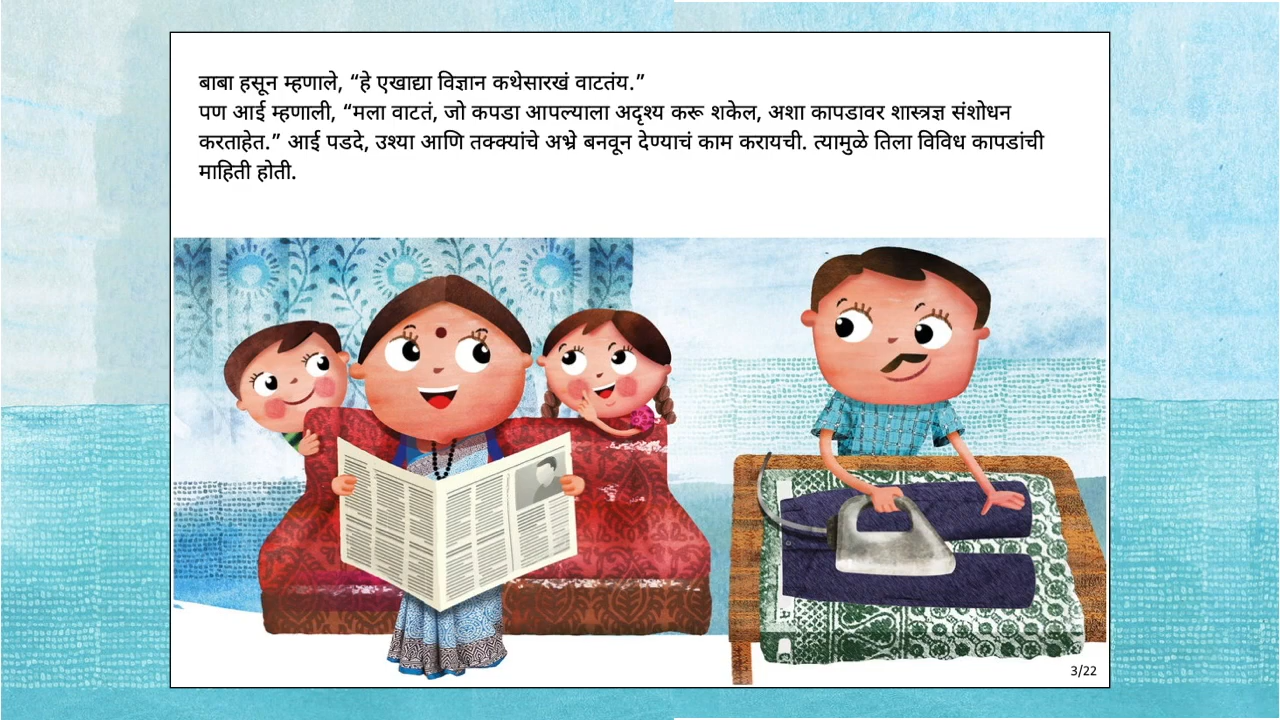 बाबा हसून म्हणाले, “हे एखाद्या विज्ञान कथेसारखं वाटतंय.”
पण आई म्हणाली, “मला वाटतं, जो कपडा आपल्याला अदृश्य करू शकेल, अशा कापडावर शास्त्रज्ञ संशोधन
करताहेत.” आई पडदे, उश्या आणि तक्क्यांचे अभ्रे बनवून देण्याचं काम करायची. त्यामुळे तिला विविध कापडांची
माहिती होती.
3/22